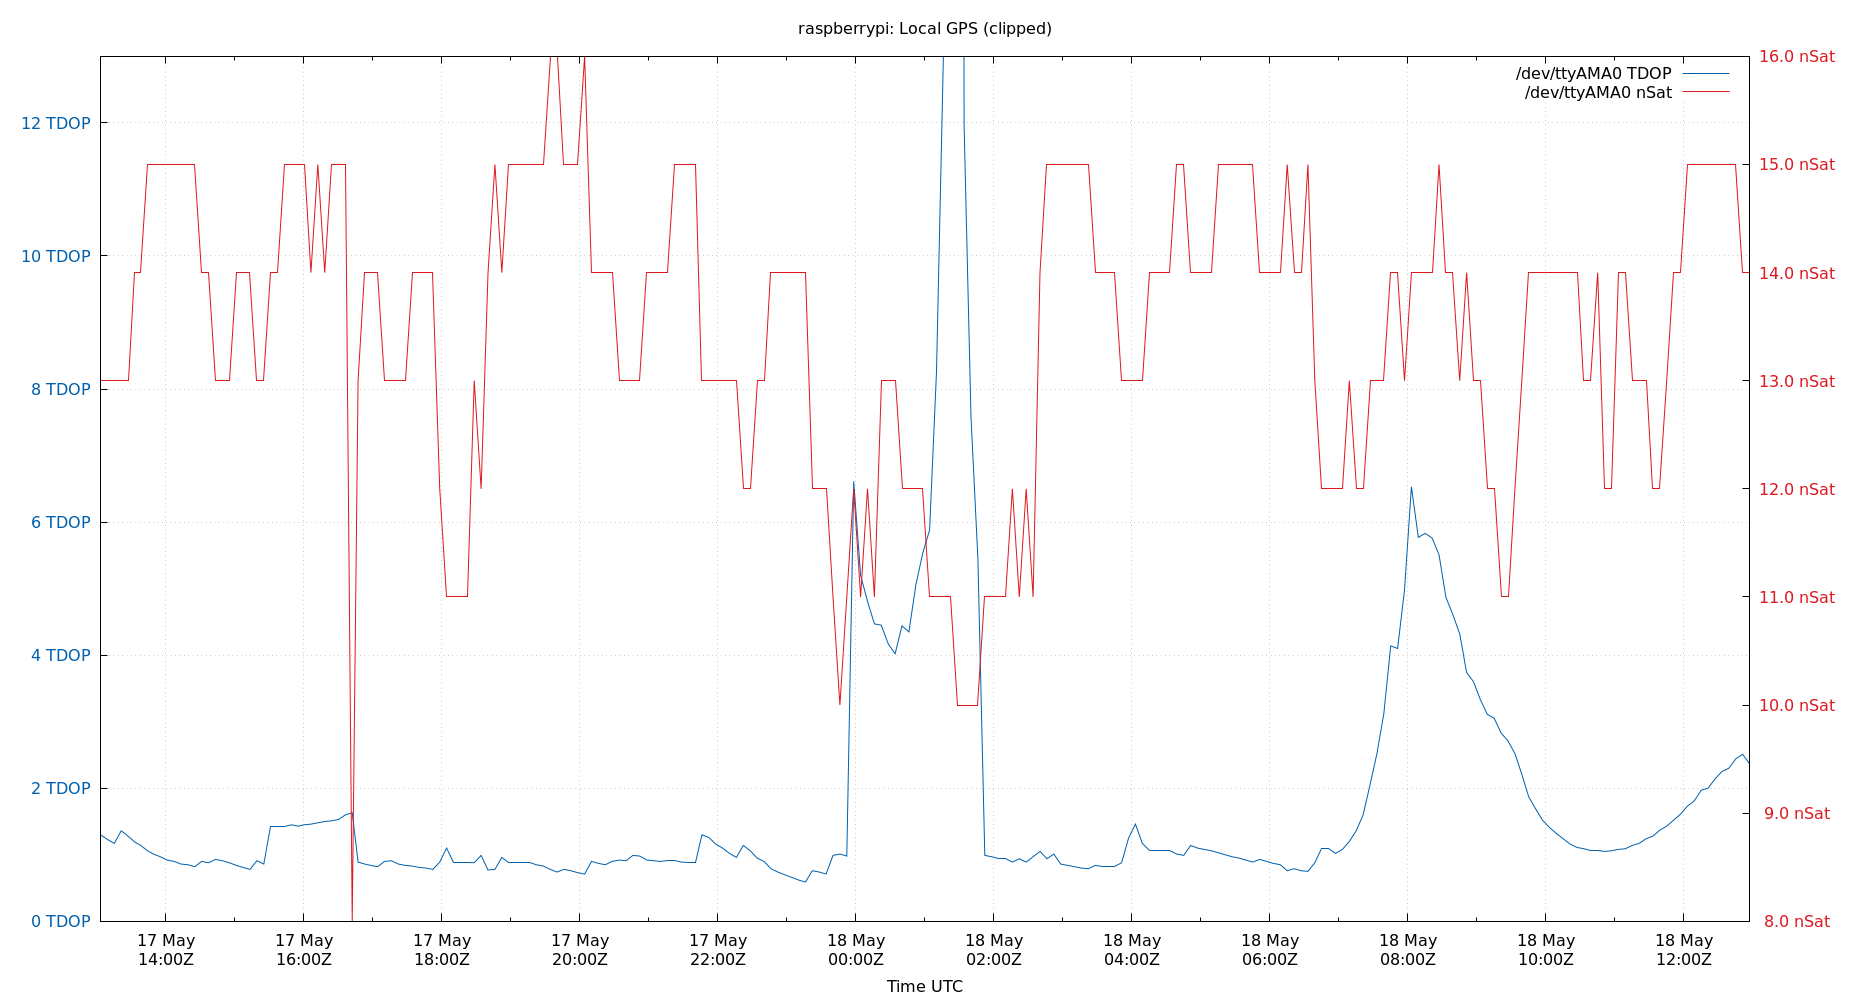 raspberrypi: Local GPS (clipped)
/dev/ttyAMA0 TDOP
/dev/ttyAMA0 nSat
12 TDOP
10 TDOP
8 TDOP
6 TDOP
4 TDOP
2 TDOP
0 TDOP
16.0 nSat
15.0 nSat
14.0 nSat
13.0 nSat
12.0 nSat
11.0 nSat
10.0 nSat
9.0 nSat
8.0 nSat
17 May 17 May 17 May 17 May 17 May 18 May 18 May 18 May 18 May 18 May 18 May 18 May
14:00Z 16:00Z 18:00Z 20:00Z 22:00Z 00:00Z 02:00Z 04:00Z 06:00Z 08:00Z 10:00Z 12:00Z
Time UTC